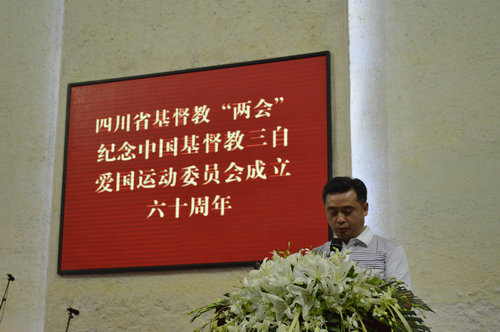 四川省基督教“两会”
纪念中国基督教三自
爱国运动委员会成立
六十周年